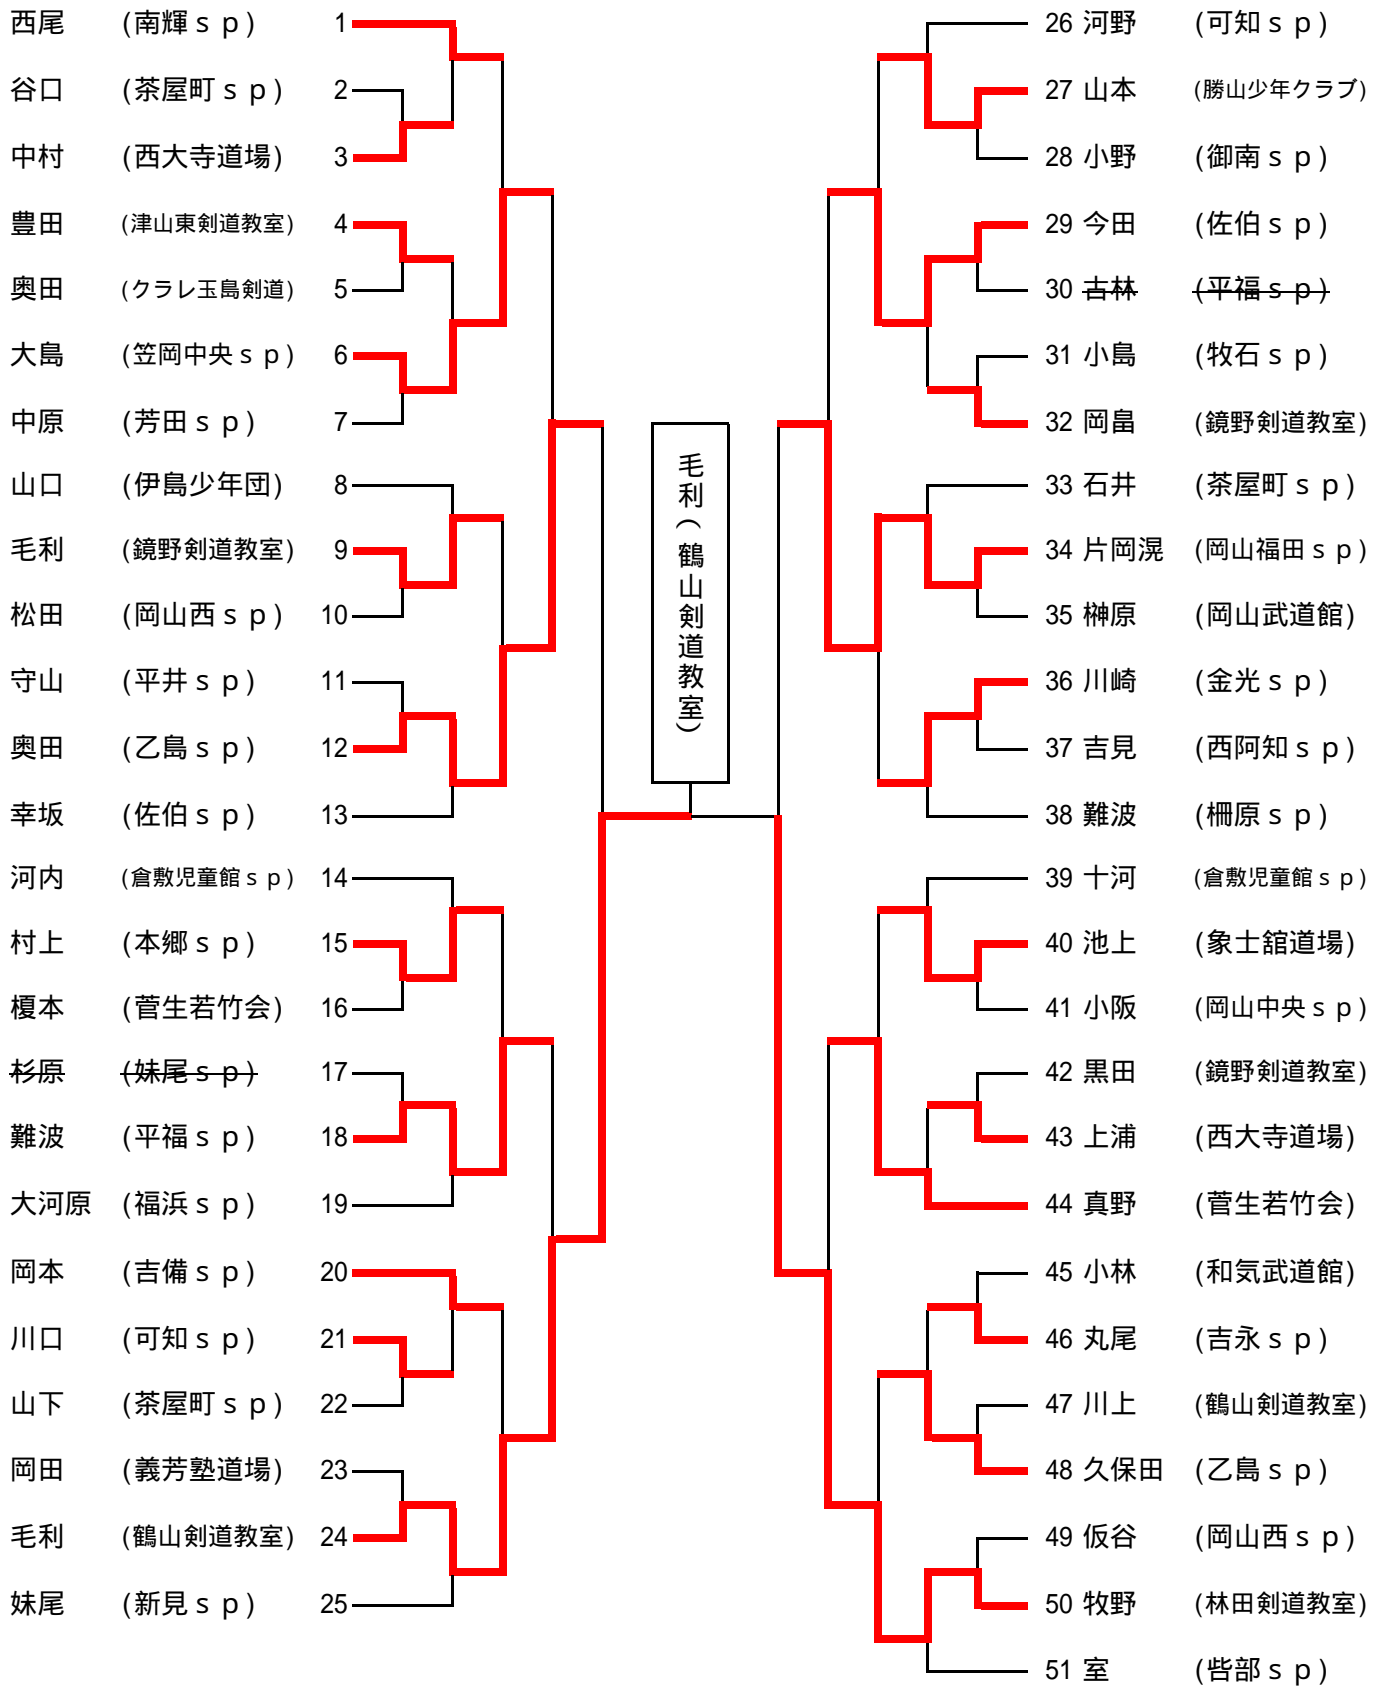 西尾 (南輝ｓｐ) 1
谷口 (茶屋町ｓｐ) 2
中村 (西大寺道場) 3
豊田 (津山東剣道教室) 4
奥田 (クラレ玉島剣道) 5
大島 (笠岡中央ｓｐ) 6
中原 (芳田ｓｐ) 7
山口 (伊島少年団) 8
毛利 (鏡野剣道教室) 9
松田 (岡山西ｓｐ) 10
守山 (平井ｓｐ) 11
奥田 (乙島ｓｐ) 12
幸坂 (佐伯ｓｐ) 13
河内 (倉敷児童館ｓｐ) 14
村上 (本郷ｓｐ) 15
榎本 (菅生若竹会) 16
杉原 (妹尾ｓｐ) 17
難波 (平福ｓｐ) 18
大河原 (福浜ｓｐ) 19
岡本 (吉備ｓｐ) 20
川口 (可知ｓｐ) 21
山下 (茶屋町ｓｐ) 22
岡田 (義芳塾道場) 23
毛利 (鶴山剣道教室) 24
妹尾 (新見ｓｐ) 25
毛利(鶴山剣道教室)
26 河野 (可知ｓｐ)
27 山本 (勝山少年クラブ)
28 小野 (御南ｓｐ)
29 今田 (佐伯ｓｐ)
30 古林 (平福ｓｐ)
31 小島 (牧石ｓｐ)
32 岡畠 (鏡野剣道教室)
33 石井 (茶屋町ｓｐ)
34 片岡滉 (岡山福田ｓｐ)
35 榊原 (岡山武道館)
36 川崎 (金光ｓｐ)
37 吉見 (西阿知ｓｐ)
38 難波 (柵原ｓｐ)
39 十河 (倉敷児童館ｓｐ)
40 池上 (象士舘道場)
41 小阪 (岡山中央ｓｐ)
42 黒田 (鏡野剣道教室)
43 上浦 (西大寺道場)
44 真野 (菅生若竹会)
45 小林 (和気武道館)
46 丸尾 (吉永ｓｐ)
47 川上 (鶴山剣道教室)
48 久保田 (乙島ｓｐ)
49 仮谷 (岡山西ｓｐ)
50 牧野 (林田剣道教室)
51 室 (呰部ｓｐ)